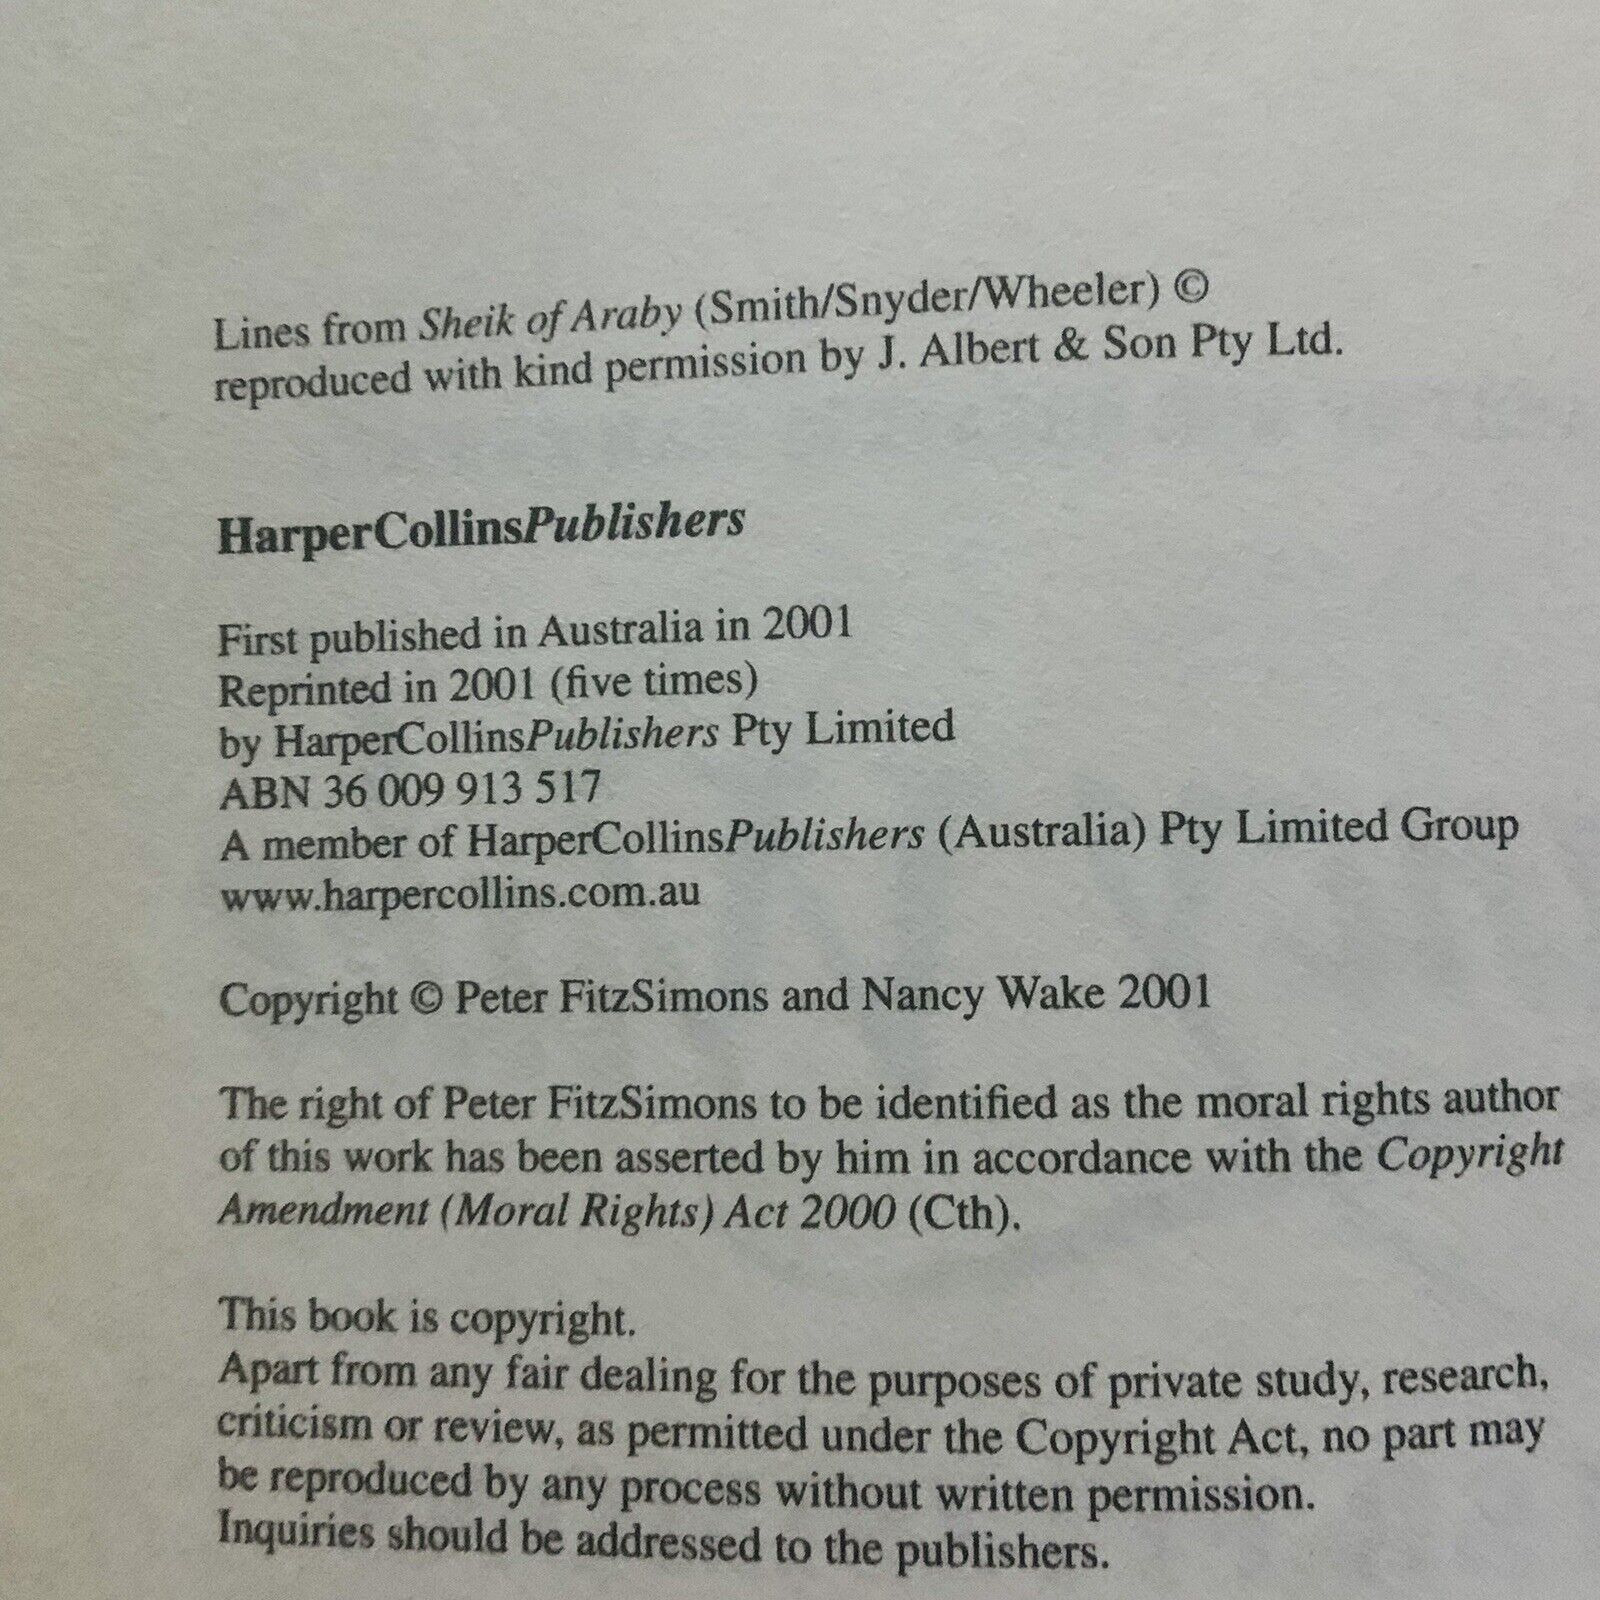 Lines from Sheik of Araby (Smith/Snyder/Wheeler) ©
reproduced with kind permission by J. Albert & Son Pty Ltd.
HarperCollinsPublishers
First published in Australia in 2001
Reprinted in 2001 (five times)
by HarperCollinsPublishers Pty Limited
ABN 36 009 913 517
A member of HarperCollinsPublishers (Australia) Pty Limited Group
www.harpercollins.com.au
Copyright © Peter FitzSimons and Nancy Wake 2001
The right of Peter FitzSimons to be identified as the moral rights author
of this work has been asserted by him in accordance with the Copyright
Amendment (Moral Rights) Act 2000 (Cth).
This book is copyright.
Apart from any fair dealing for the purposes of private study, research,
criticism or review, as permitted under the Copyright Act, no part may
be reproduced by any process without written permission.
Inquiries should be addressed to the publishers.